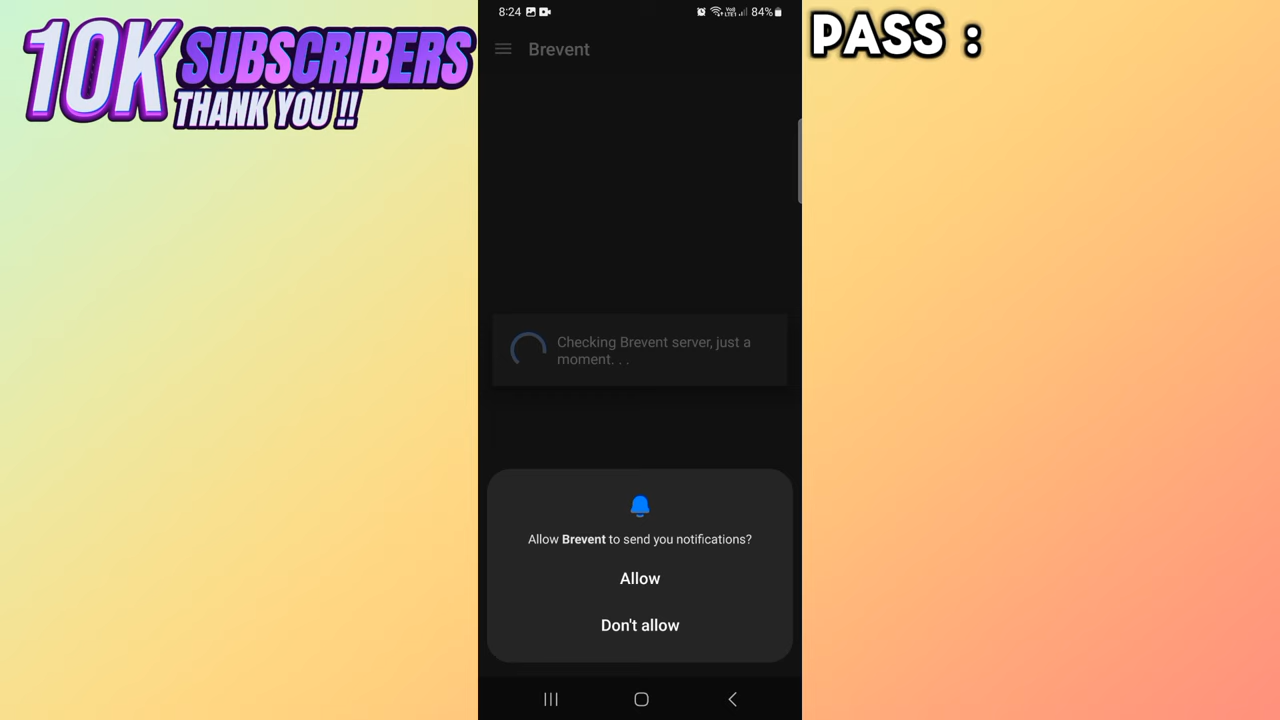 10K SUBSCRIBERS
THANK YOU !!
8:24
84%
Brevent
PASS :
Checking Brevent server, just a
moment. . .
Allow Brevent to send you notifications?
Allow
Don't allow